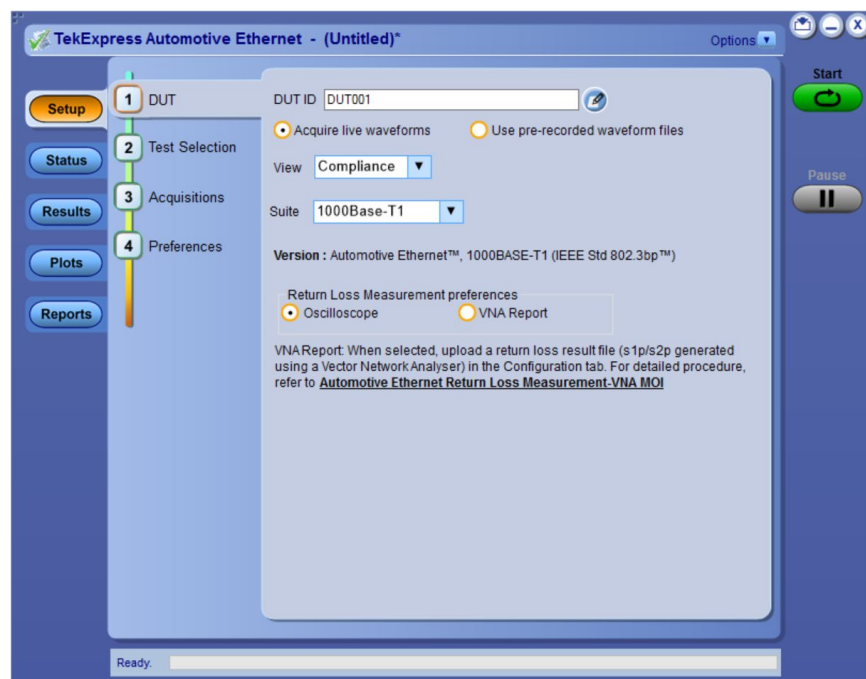 TekExpress Automotive Ethernet - (Untitled)*
Options
X
Start
Pause
Setup
Status
Results
Plots
Reports
1 DUT
2 Test Selection
3 Acquisitions
4 Preferences
DUT ID DUT001
Acquire live waveforms Use pre-recorded waveform files
View Compliance
Suite 1000Base-T1
Version : Automotive Ethernet™, 1000BASE-T1 (IEEE Std 802.3bp™)
Return Loss Measurement preferences
Oscilloscope VNA Report
VNA Report: When selected, upload a return loss result file (s1p/s2p generated
using a Vector Network Analyser) in the Configuration tab. For detailed procedure,
refer to Automotive Ethernet Return Loss Measurement-VNA MOI
Ready.